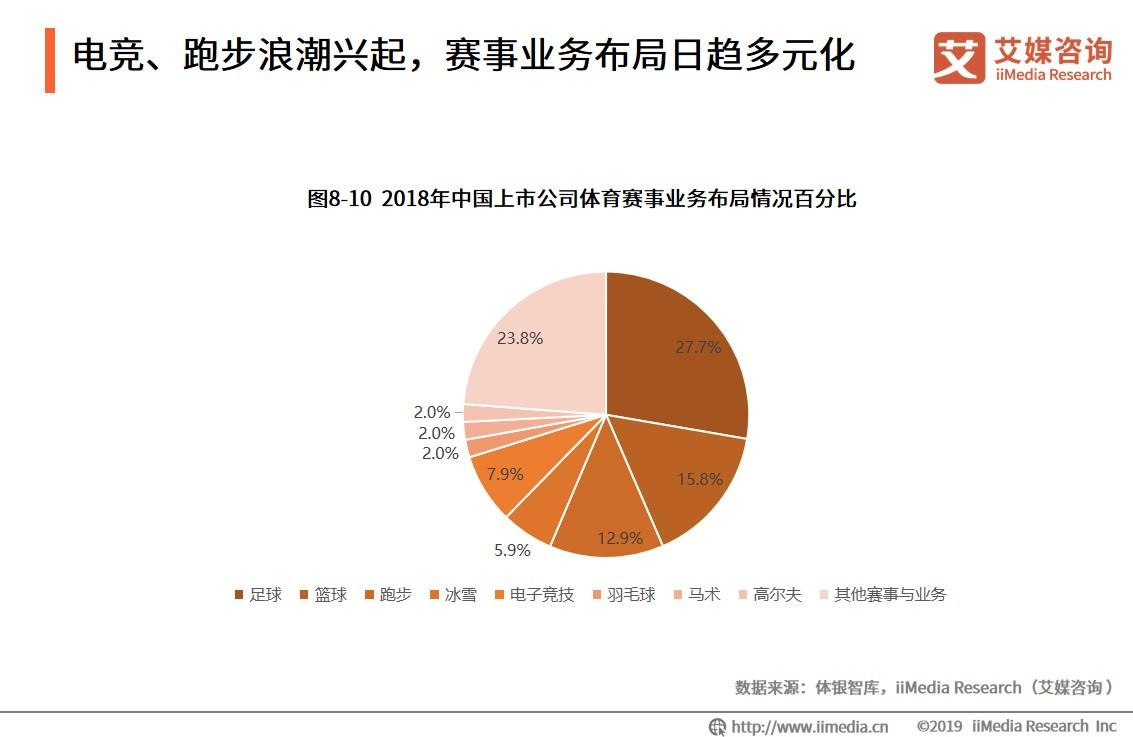 电竞、跑步浪潮兴起，赛事业务布局日趋多元化
艾 艾媒咨询
iiMedia Research
图8-10 2018年中国上市公司体育赛事业务布局情况百分比
23.8%
27.7%
2.0%
2.0%
2.0%
7.9%
15.8%
12.9%
5.9%
足球 篮球 跑步 冰雪 电子竞技 羽毛球 马术 高尔夫 其他赛事与业务
数据来源：体银智库，iiMedia Research（艾媒咨询）
http://www.iimedia.cn ©2019 iiMedia Research Inc